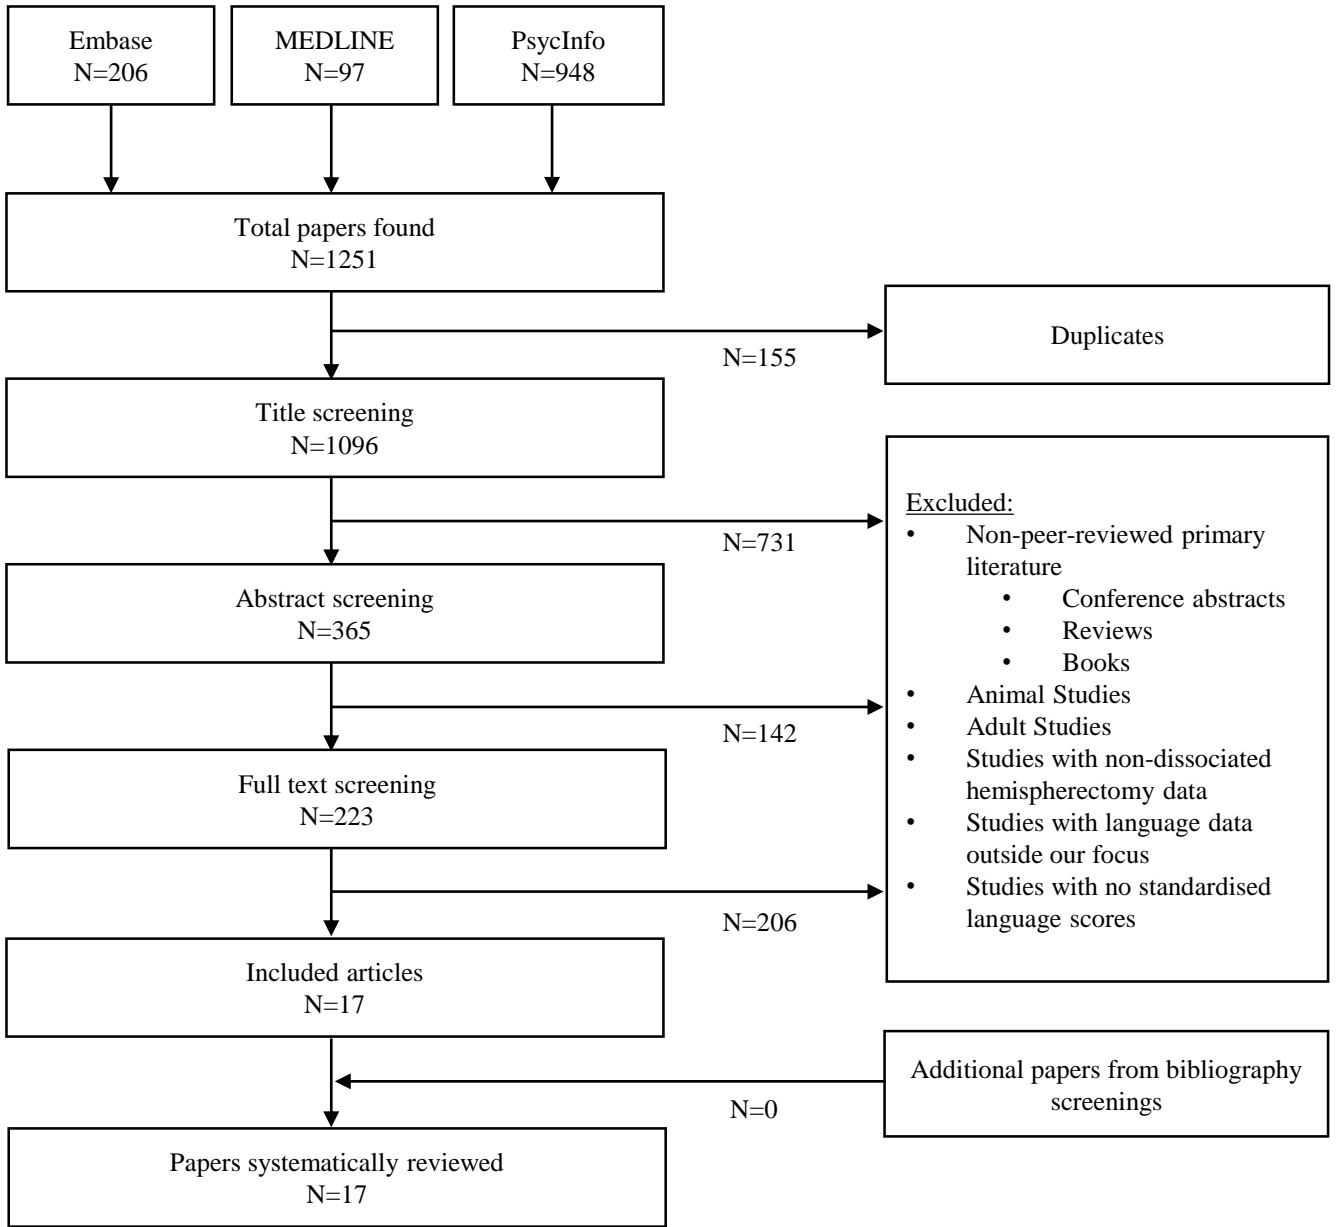 Embase
N=206
MEDLINE
N=97
PsycInfo
N=948
Total papers found
N=1251
N=155
Duplicates
Title screening
N=1096
N=731
Excluded:
• Non-peer-reviewed primary
literature
• Conference abstracts
• Reviews
• Books
• Animal Studies
• Adult Studies
• Studies with non-dissociated
hemispherectomy data
• Studies with language data
outside our focus
• Studies with no standardised
language scores
Abstract screening
N=365
N=142
Full text screening
N=223
N=206
Included articles
N=17
Additional papers from bibliography
screenings
N=0
Papers systematically reviewed
N=17